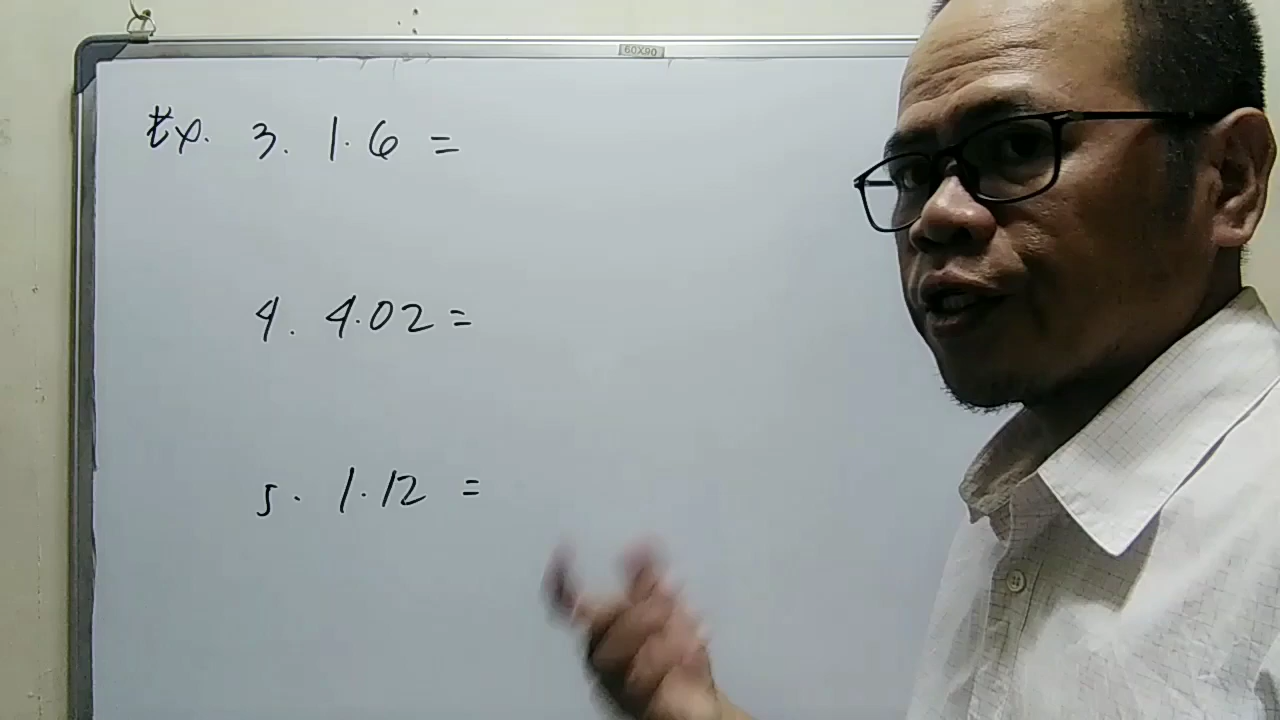 60X90
Ex. 3. 1.6 =
4. 4.02 =
5. 1.12 =